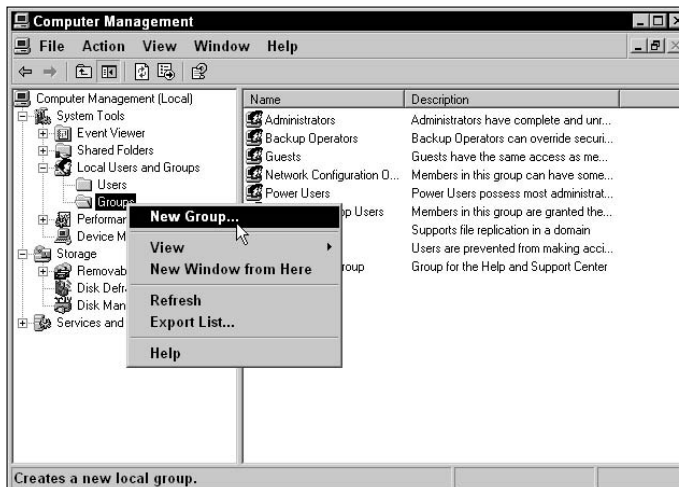 Computer Management
File Action View Window Help
Computer Management (Local)
System Tools
Event Viewer
Shared Folders
Local Users and Groups
Users
Groups
Performa
Device M
Storage
Removab
Disk Defr
Disk Man
Services and
Name Description
Administrators Administrators have complete and unr...
Backup Operators Backup Operators can override securi...
Guests Guests have the same access as me...
Network Configuration O... Members in this group can have some...
Power Users Power Users possess most administrat...
op Users Members in this group are granted the...
Supports file replication in a domain
Users are prevented from making acci...
roup Group for the Help and Support Center
New Group...
View
New Window from Here
Refresh
Export List...
Help
Creates a new local group.